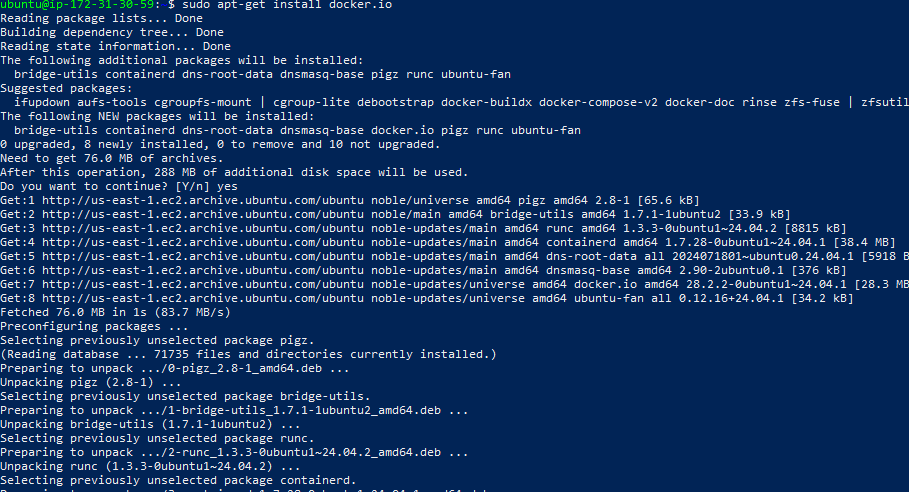 ubuntu@ip-172-31-30-59:~$ sudo apt-get install docker.io
Reading package lists... Done
Building dependency tree... Done
Reading state information... Done
The following additional packages will be installed:
  bridge-utils containerd dns-root-data dnsmasq-base pigz runc ubuntu-fan
Suggested packages:
  ifupdown aufs-tools cgroupfs-mount | cgroup-lite debootstrap docker-buildx docker-compose-v2 docker-doc rinse zfs-fuse | zfsutil
The following NEW packages will be installed:
  bridge-utils containerd dns-root-data dnsmasq-base docker.io pigz runc ubuntu-fan
0 upgraded, 8 newly installed, 0 to remove and 10 not upgraded.
Need to get 76.0 MB of archives.
After this operation, 288 MB of additional disk space will be used.
Do you want to continue? [Y/n] yes
Get:1 http://us-east-1.ec2.archive.ubuntu.com/ubuntu noble/universe amd64 pigz amd64 2.8-1 [65.6 kB]
Get:2 http://us-east-1.ec2.archive.ubuntu.com/ubuntu noble/main amd64 bridge-utils amd64 1.7.1-1ubuntu2 [33.9 kB]
Get:3 http://us-east-1.ec2.archive.ubuntu.com/ubuntu noble-updates/main amd64 runc amd64 1.3.3-0ubuntu1~24.04.2 [8815 kB]
Get:4 http://us-east-1.ec2.archive.ubuntu.com/ubuntu noble-updates/main amd64 containerd amd64 1.7.28-0ubuntu1~24.04.1 [38.4 MB]
Get:5 http://us-east-1.ec2.archive.ubuntu.com/ubuntu noble-updates/main amd64 dns-root-data all 2024071801~ubuntu0.24.04.1 [5918 B
Get:6 http://us-east-1.ec2.archive.ubuntu.com/ubuntu noble-updates/main amd64 dnsmasq-base amd64 2.90-2ubuntu0.1 [376 kB]
Get:7 http://us-east-1.ec2.archive.ubuntu.com/ubuntu noble-updates/universe amd64 docker.io amd64 28.2.2-0ubuntu1~24.04.1 [28.3 MB
Get:8 http://us-east-1.ec2.archive.ubuntu.com/ubuntu noble-updates/universe amd64 ubuntu-fan all 0.12.16+24.04.1 [34.2 kB]
Fetched 76.0 MB in 1s (83.7 MB/s)
Preconfiguring packages ...
Selecting previously unselected package pigz.
(Reading database ... 71735 files and directories currently installed.)
Preparing to unpack .../0-pigz_2.8-1_amd64.deb ...
Unpacking pigz (2.8-1) ...
Selecting previously unselected package bridge-utils.
Preparing to unpack .../1-bridge-utils_1.7.1-1ubuntu2_amd64.deb ...
Unpacking bridge-utils (1.7.1-1ubuntu2) ...
Selecting previously unselected package runc.
Preparing to unpack .../2-runc_1.3.3-0ubuntu1~24.04.2_amd64.deb ...
Unpacking runc (1.3.3-0ubuntu1~24.04.2) ...
Selecting previously unselected package containerd.